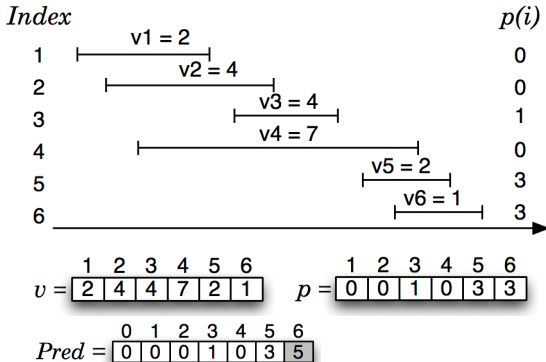 Index p(i)
1 v1 = 2 0
2 v2 = 4 0
3 v3 = 4 1
4 v4 = 7 0
5 v5 = 2 3
6 v6 = 1 3
1 2 3 4 5 6
v = 2 4 4 7 2 1
1 2 3 4 5 6
p = 0 0 1 0 3 3
0 1 2 3 4 5 6
Pred = 0 0 0 1 0 3 5